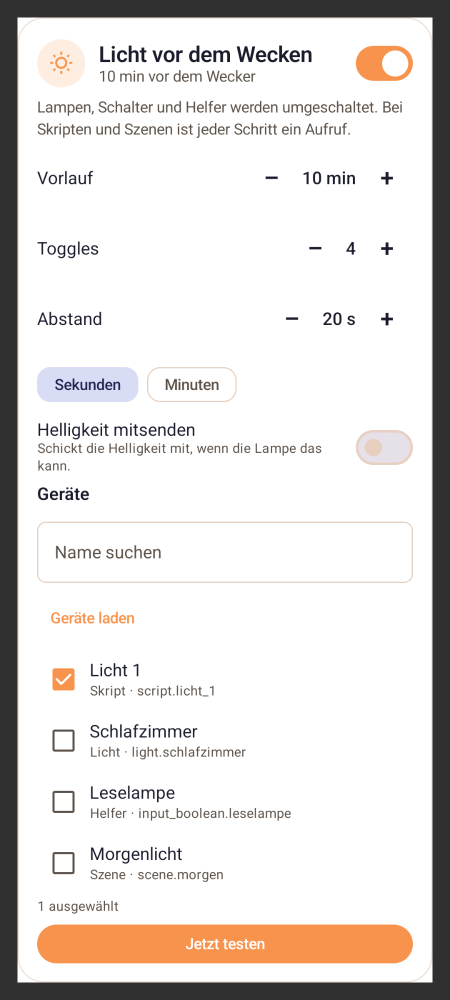 Licht vor dem Wecken
10 min vor dem Wecker
Lampen, Schalter und Helfer werden umgeschaltet. Bei
Skripten und Szenen ist jeder Schritt ein Aufruf.
Vorlauf − 10 min +
Toggles − 4 +
Abstand − 20 s +
Sekunden Minuten
Helligkeit mitsenden
Schickt die Helligkeit mit, wenn die Lampe das
kann.
Geräte
Name suchen
Geräte laden
Licht 1
Skript · script.licht_1
Schlafzimmer
Licht · light.schlafzimmer
Leselampe
Helfer · input_boolean.leselampe
Morgenlicht
Szene · scene.morgen
1 ausgewählt
Jetzt testen